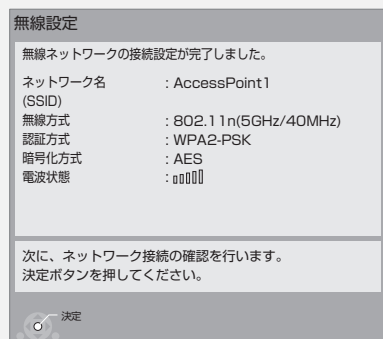 無線設定
無線ネットワークの接続設定が完了しました。
ネットワーク名 : AccessPoint1
(SSID)
無線方式 : 802.11n(5GHz/40MHz)
認証方式 : WPA2-PSK
暗号化方式 : AES
電波状態 :
次に、ネットワーク接続の確認を行います。
決定ボタンを押してください。
決定